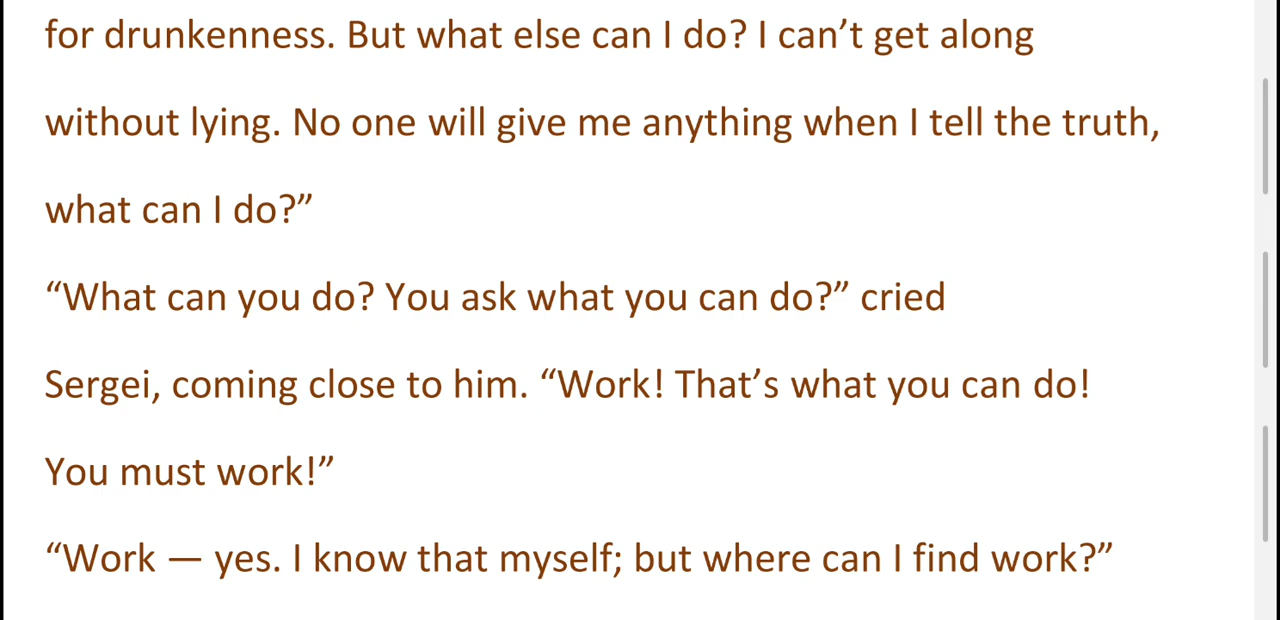 for drunkenness. But what else can I do? I can’t get along
without lying. No one will give me anything when I tell the truth,
what can I do?”
“What can you do? You ask what you can do?” cried
Sergei, coming close to him. “Work! That’s what you can do!
You must work!”
“Work — yes. I know that myself; but where can I find work?”